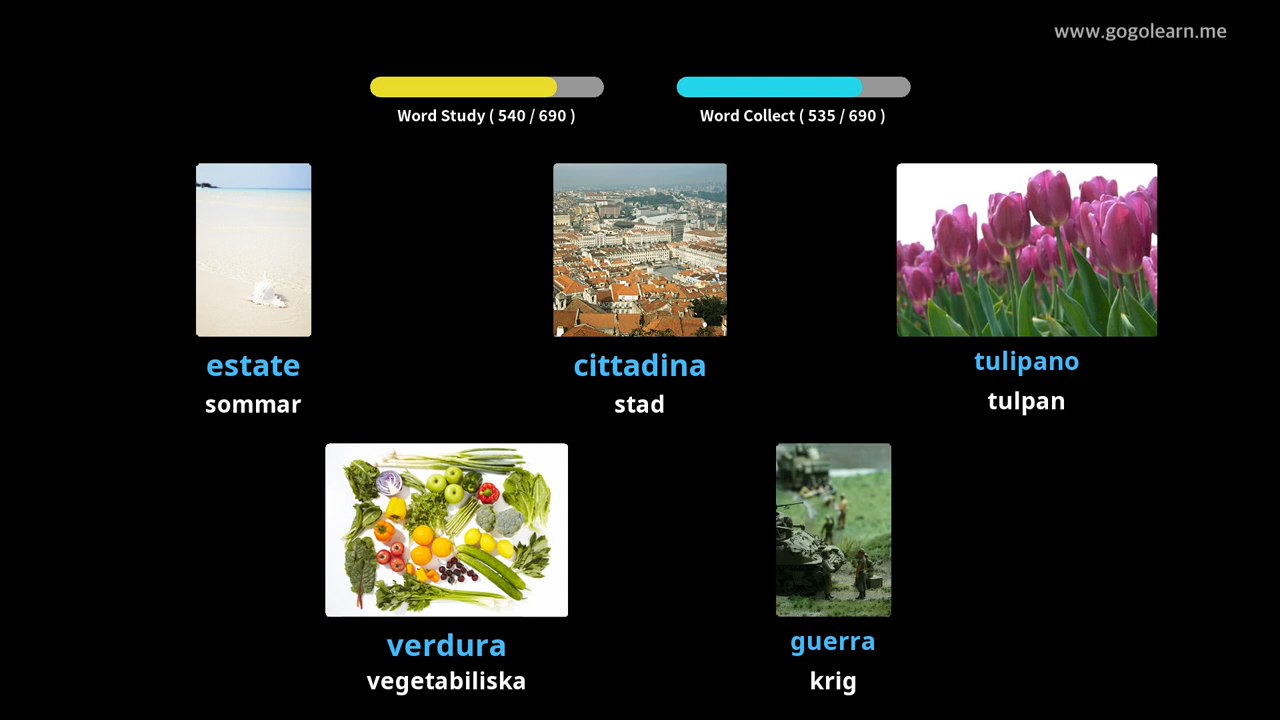 www.gogolearn.me
Word Study ( 540 / 690 )
Word Collect ( 535 / 690 )
estate
sommar
cittadina
stad
tulipano
tulpan
verdura
vegetabiliska
guerra
krig